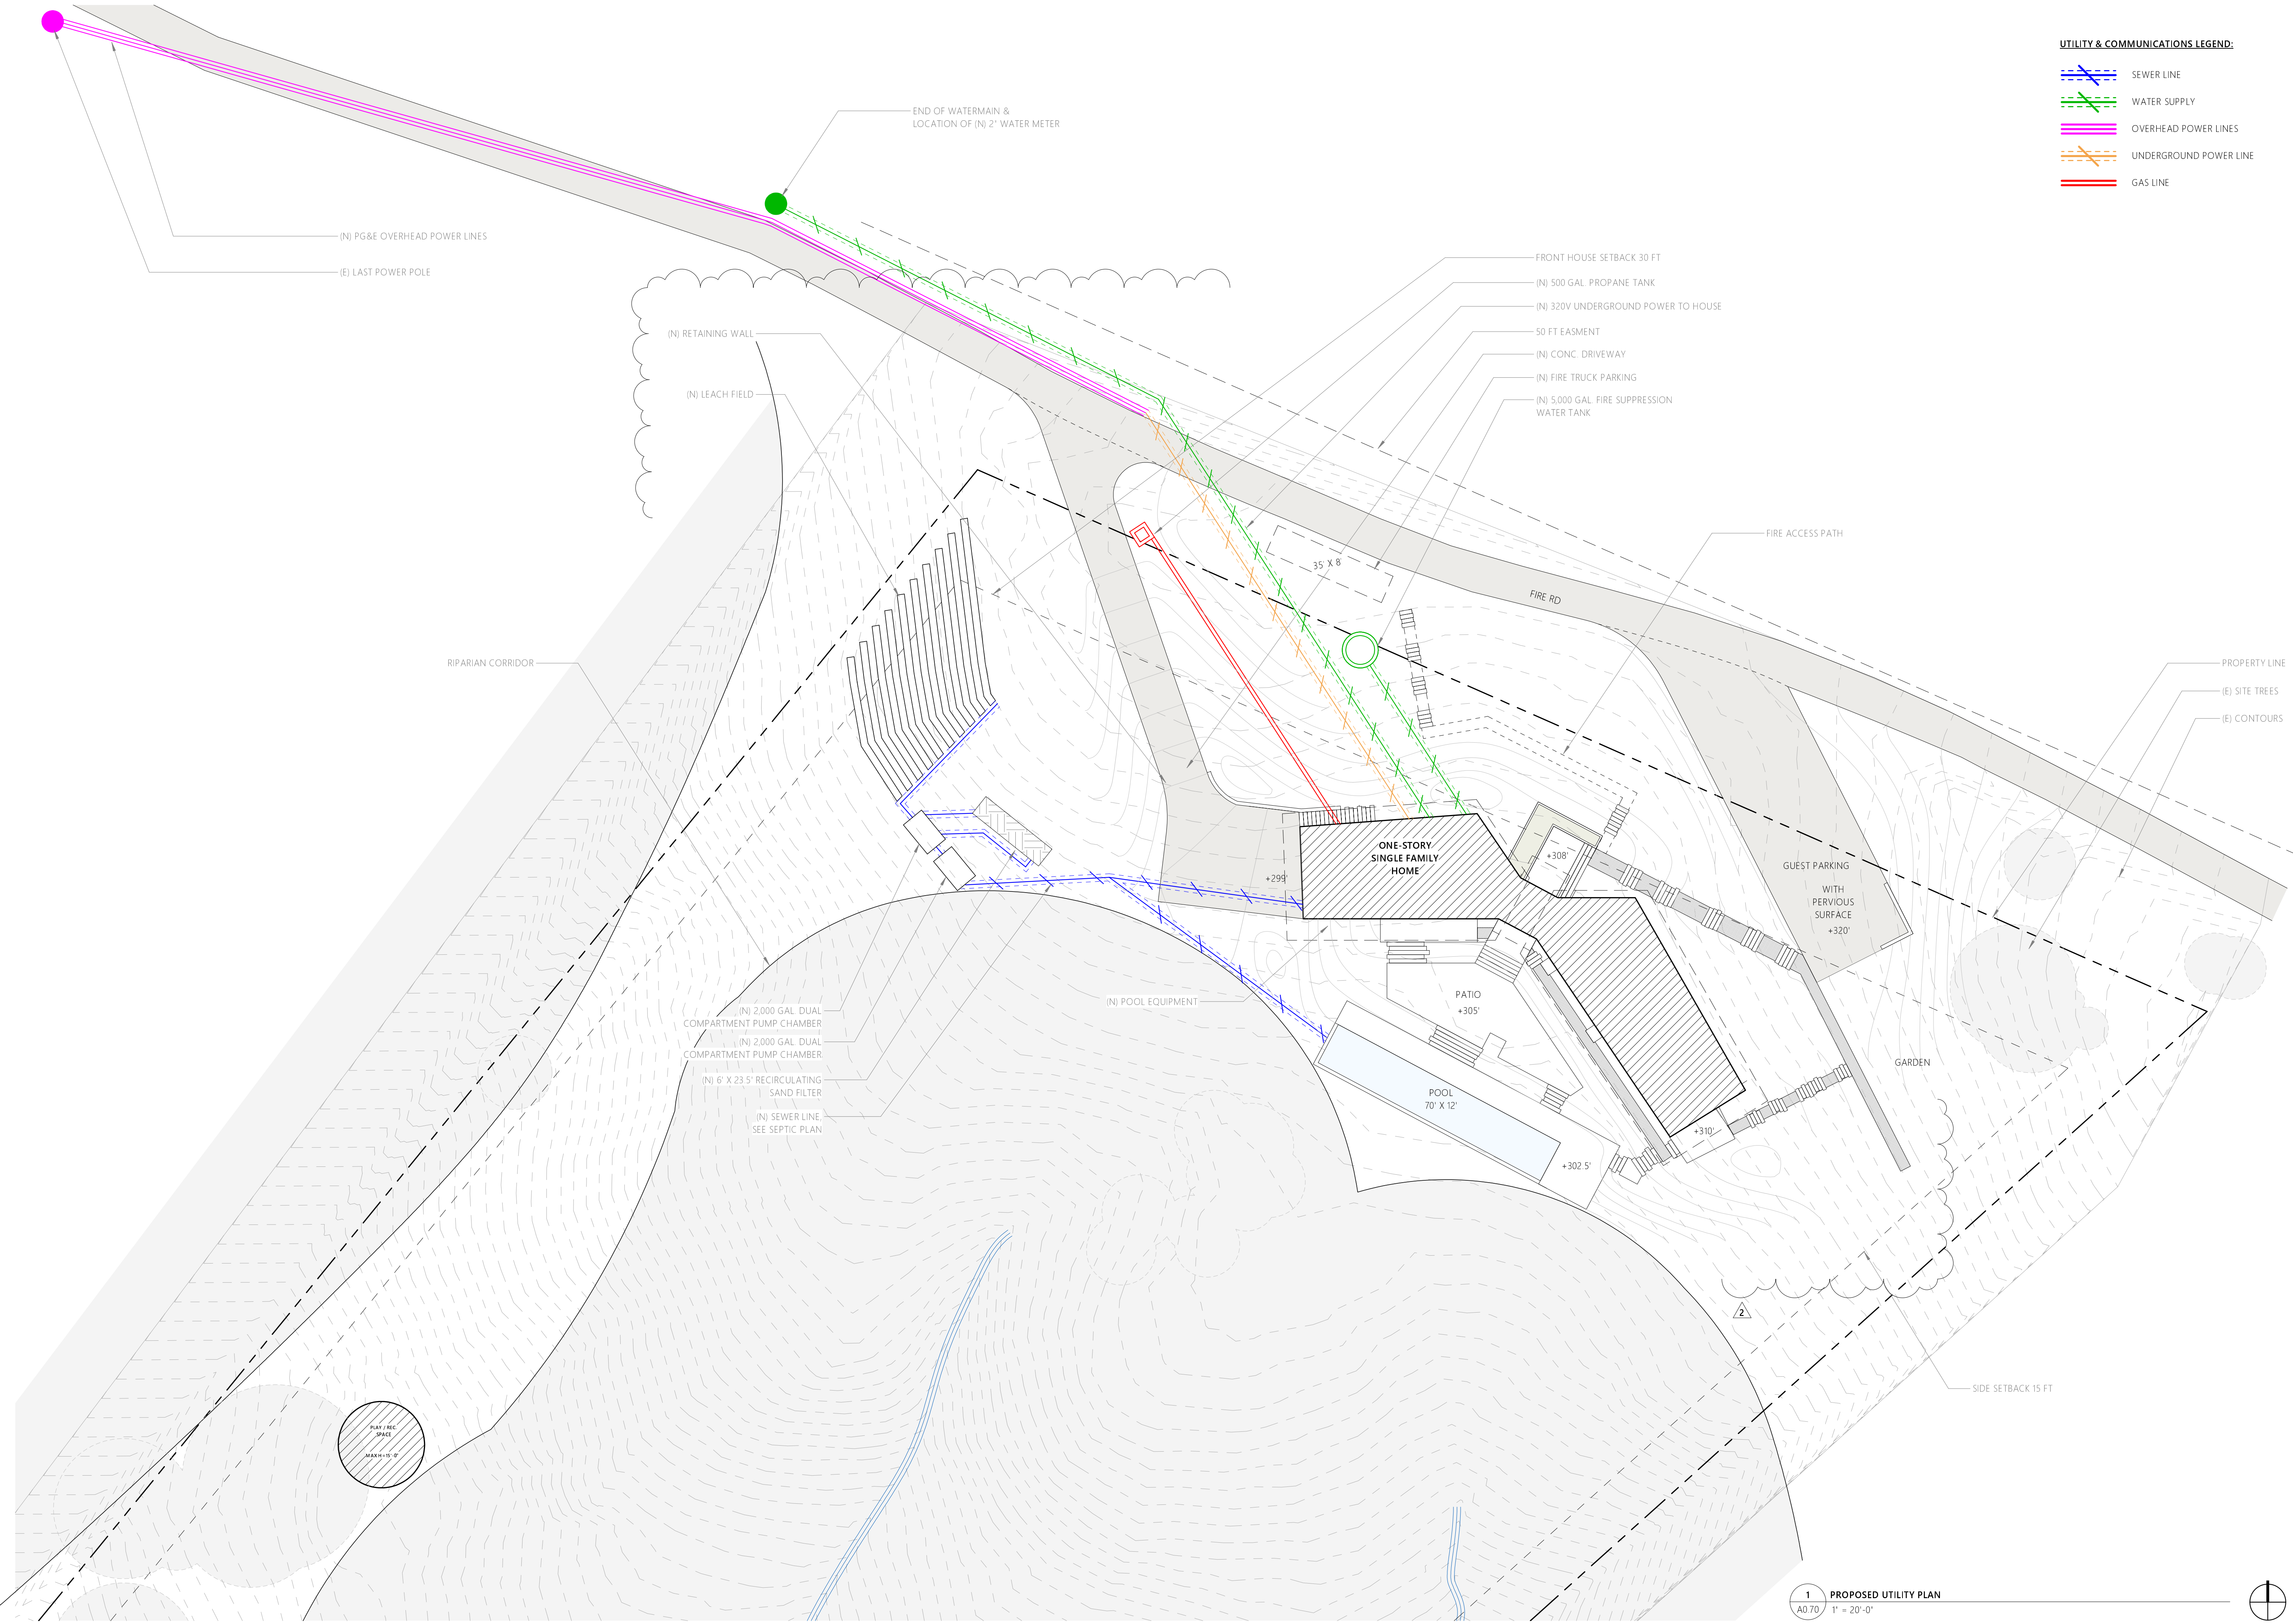 UTILITY & COMMUNICATIONS LEGEND:
SEWER LINE
WATER SUPPLY
OVERHEAD POWER LINES
UNDERGROUND POWER LINE
GAS LINE
END OF WATERMAIN &
LOCATION OF (N) 2" WATER METER
(N) PG&E OVERHEAD POWER LINES
(E) LAST POWER POLE
FRONT HOUSE SETBACK 30 FT
(N) 500 GAL. PROPANE TANK
(N) 320V UNDERGROUND POWER TO HOUSE
50 FT EASMENT
(N) CONC. DRIVEWAY
(N) FIRE TRUCK PARKING
(N) 5,000 GAL. FIRE SUPPRESSION
WATER TANK
(N) RETAINING WALL
(N) LEACH FIELD
FIRE ACCESS PATH
35' X 8'
FIRE RD
RIPARIAN CORRIDOR
PROPERTY LINE
(E) SITE TREES
(E) CONTOURS
ONE-STORY
SINGLE FAMILY
HOME
+299'
+308'
GUEST PARKING
WITH
PERVIOUS
SURFACE
+320'
(N) POOL EQUIPMENT
PATIO
+305'
(N) 2,000 GAL. DUAL
COMPARTMENT PUMP CHAMBER
(N) 2,000 GAL. DUAL
COMPARTMENT PUMP CHAMBER
(N) 6' X 23.5' RECIRCULATING
SAND FILTER
(N) SEWER LINE,
SEE SEPTIC PLAN
GARDEN
POOL
70' X 12'
+310'
+302.5'
2
SIDE SETBACK 15 FT
PLAY / REC.
SPACE
MAX H = 15'-0"
1
PROPOSED UTILITY PLAN
A0.70
1" = 20'-0"